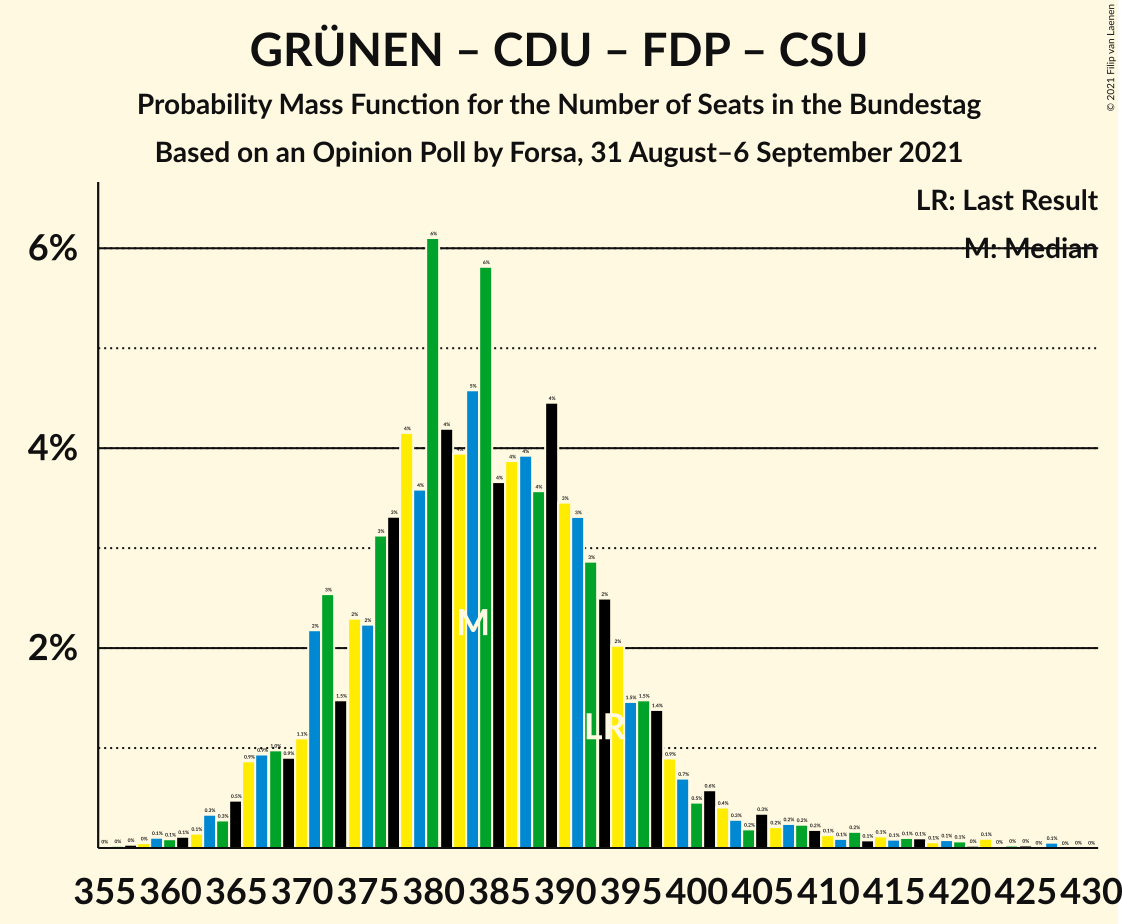 GRÜNEN – CDU – FDP – CSU
Probability Mass Function for the Number of Seats in the Bundestag
Based on an Opinion Poll by Forsa, 31 August–6 September 2021
© 2021 Filip van Laenen
LR: Last Result
M: Median
6%
4%
2%
M
LR
355 360 365 370 375 380 385 390 395 400 405 410 415 420 425 430